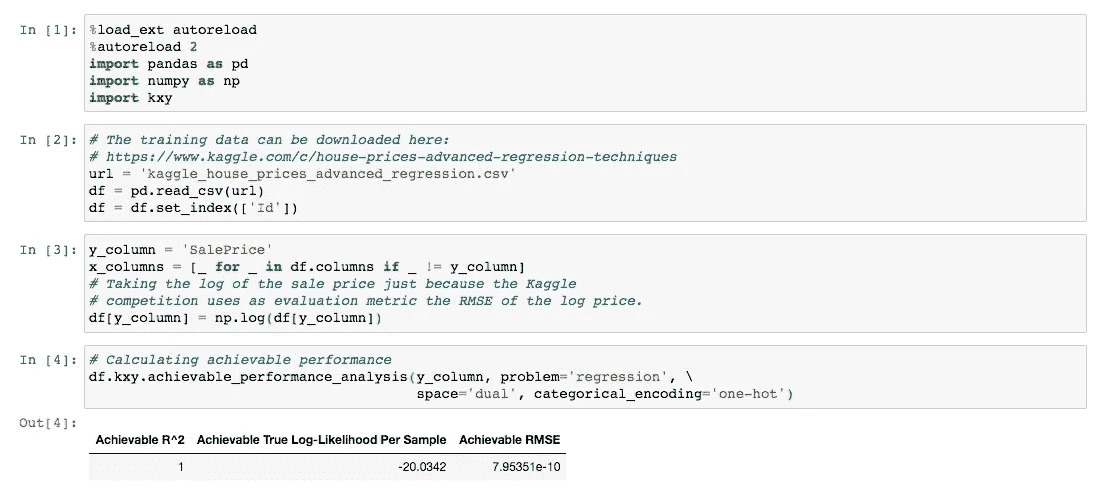 In [1]: %load_ext autoreload
%autoreload 2
import pandas as pd
import numpy as np
import kxy
In [2]: # The training data can be downloaded here:
# https://www.kaggle.com/c/house-prices-advanced-regression-techniques
url = 'kaggle_house_prices_advanced_regression.csv'
df = pd.read_csv(url)
df = df.set_index(['Id'])
In [3]: y_column = 'SalePrice'
x_columns = [_ for _ in df.columns if _ != y_column]
# Taking the log of the sale price just because the Kaggle
# competition uses as evaluation metric the RMSE of the log price.
df[y_column] = np.log(df[y_column])
In [4]: # Calculating achievable performance
df.kxy.achievable_performance_analysis(y_column, problem='regression', \
space='dual', categorical_encoding='one-hot')
Out[4]:
Achievable R^2 Achievable True Log-Likelihood Per Sample Achievable RMSE
1 -20.0342 7.95351e-10